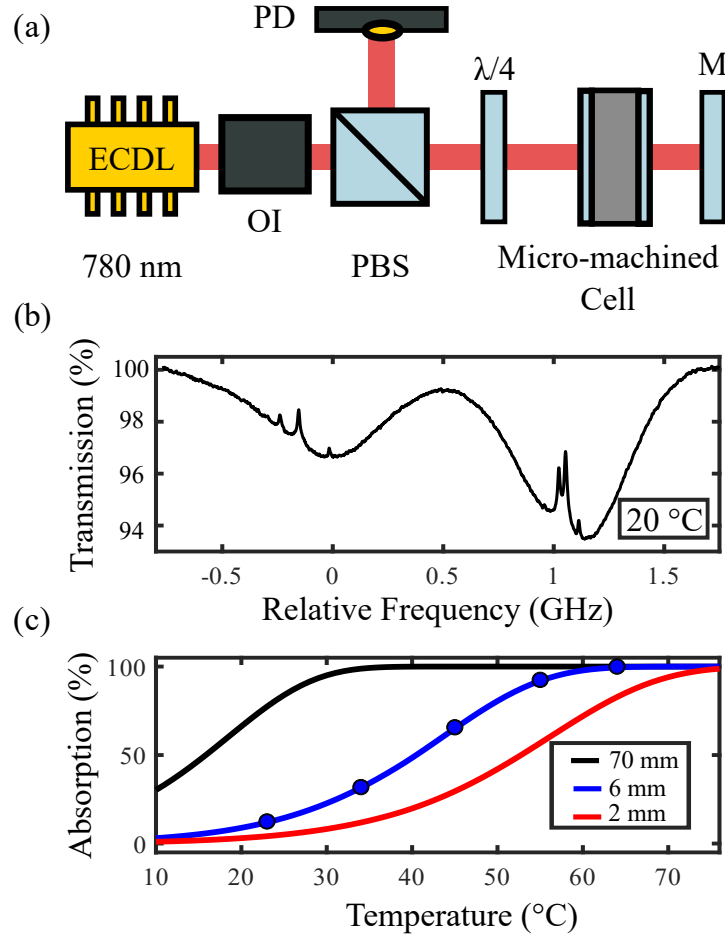 (a)
PD
λ/4
M
ECDL
OI
780 nm
PBS
Micro-machined
Cell
(b)
Transmission (%)
100
98
96
94
20 °C
-0.5
0
0.5
1
1.5
Relative Frequency (GHz)
(c)
Absorption (%)
100
50
0
70 mm
6 mm
2 mm
10
20
30
40
50
60
70
Temperature (°C)